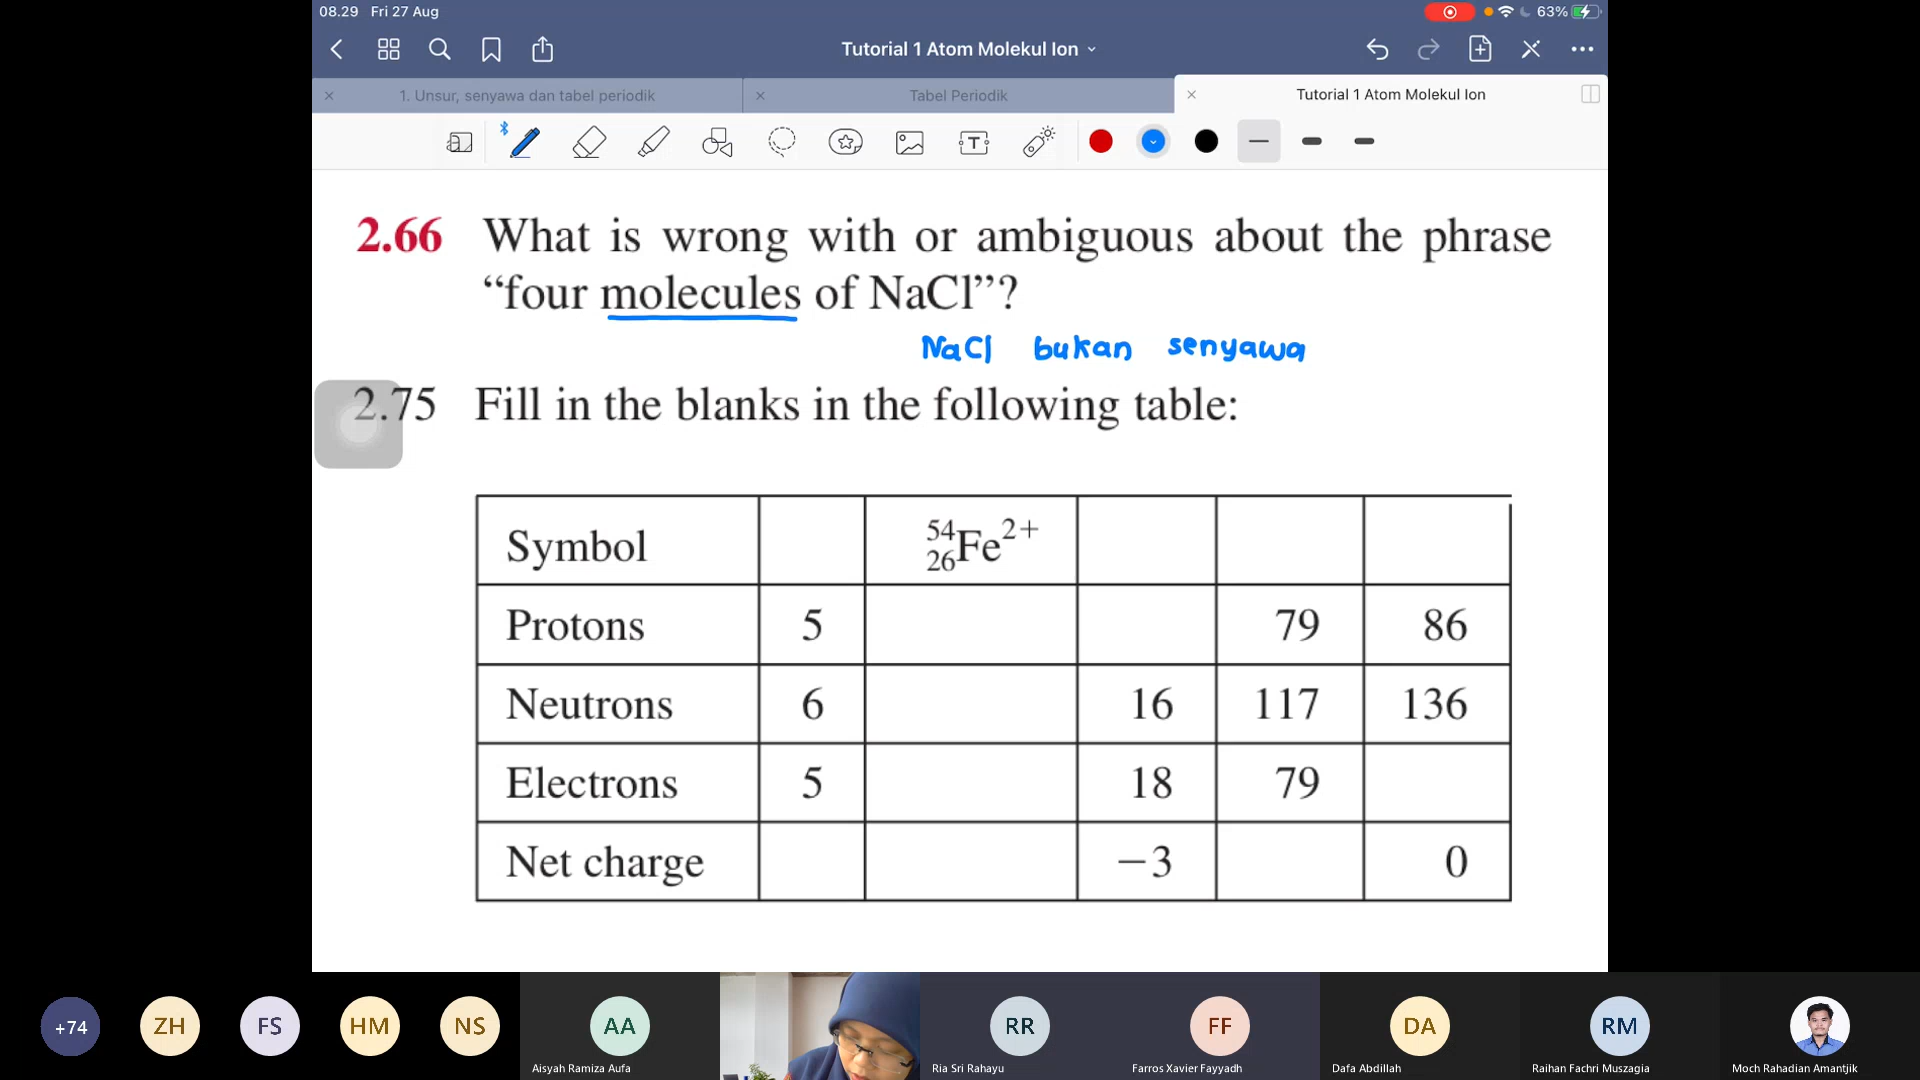 08.29 Fri 27 Aug
63%
Tutorial 1 Atom Molekul Ion
1. Unsur, senyawa dan tabel periodik
Tabel Periodik
Tutorial 1 Atom Molekul Ion
2.66 What is wrong with or ambiguous about the phrase
“four molecules of NaCl”?
NaCl bukan senyawa
2.75 Fill in the blanks in the following table:
Symbol 54 26 Fe 2+
Protons 5 79 86
Neutrons 6 16 117 136
Electrons 5 18 79
Net charge −3 0
+74 ZH FS HM NS AA RR FF DA RM
Aisyah Ramiza Aufa Ria Sri Rahayu Farros Xavier Fayyadh Dafa Abdillah Raihan Fachri Muszagia Moch Rahadian Amantjik